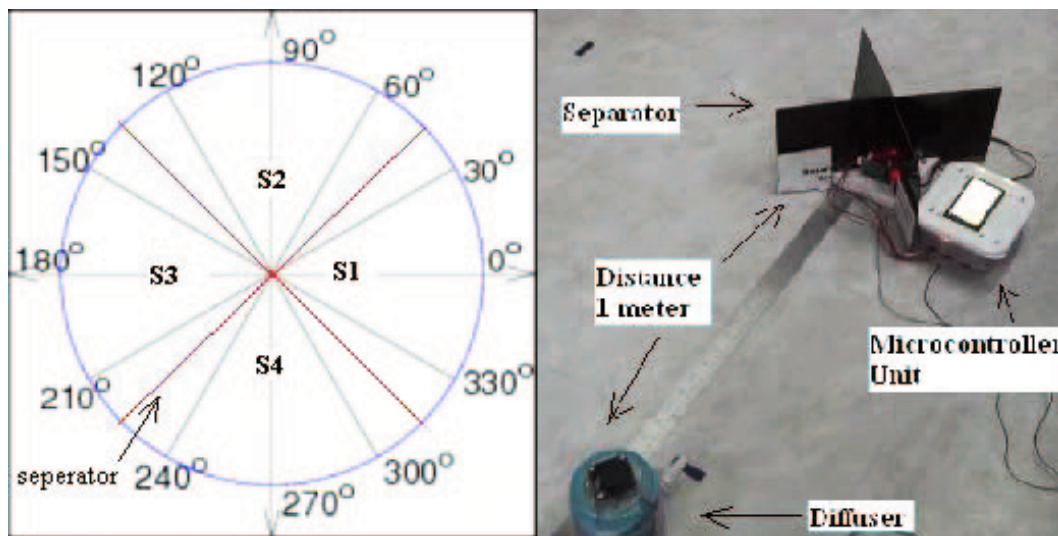 90°
120°
60°
150°
30°
S2
180°
S3
S1
0°
S4
210°
330°
seperator
240°
300°
270°
Separator
Distance
1 meter
Microcontroller
Unit
Diffuser